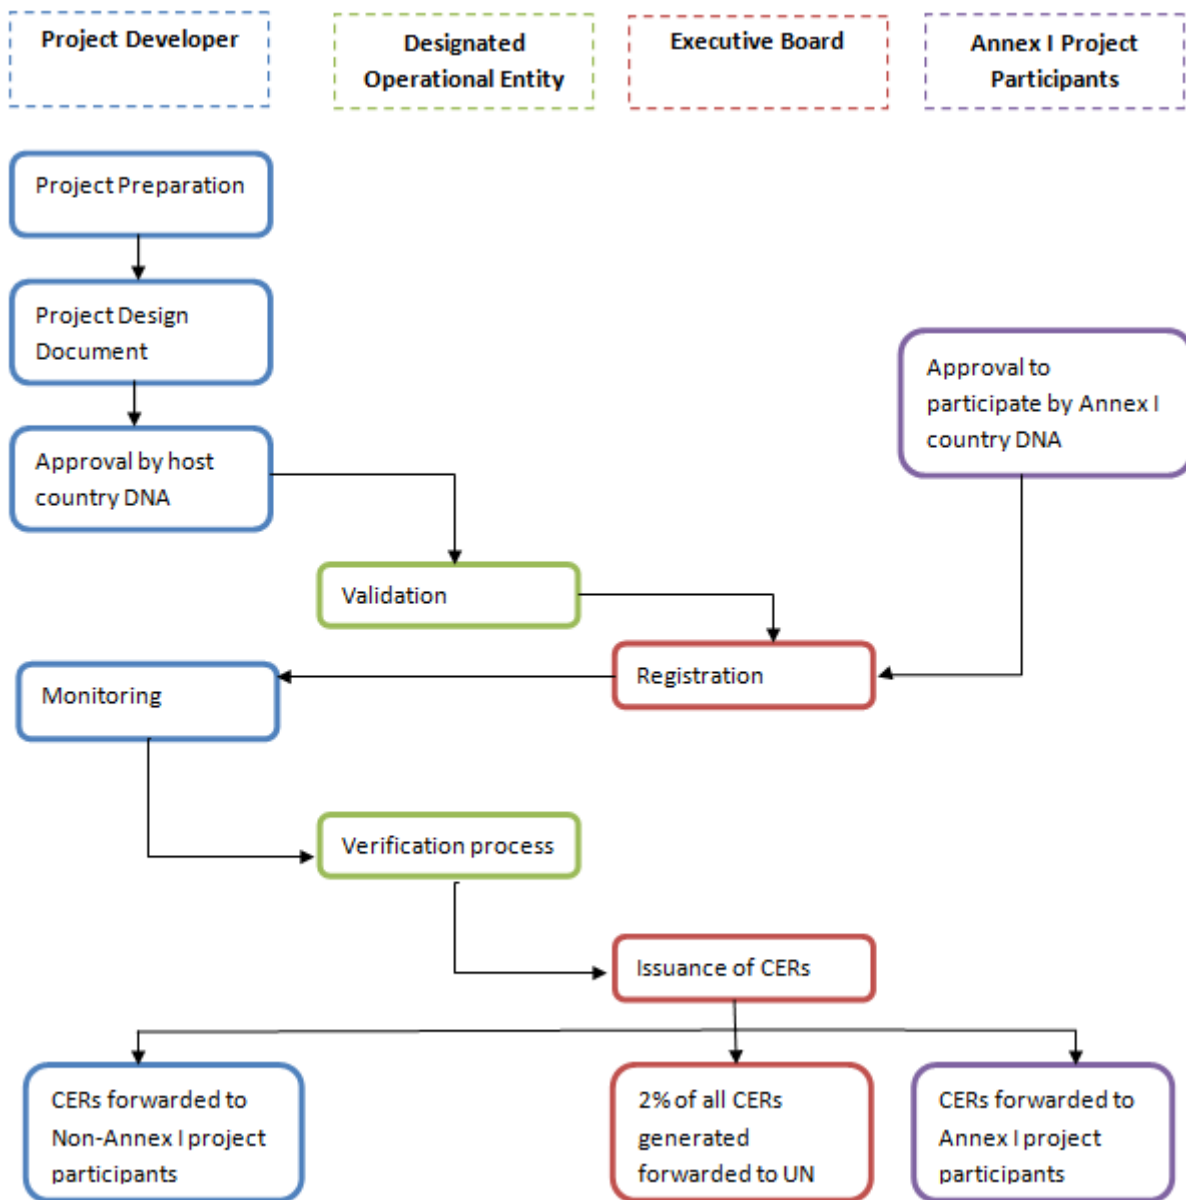 Project Developer
Designated
Operational Entity
Executive Board
Annex I Project
Participants
Project Preparation
Project Design
Document
Approval to
participate by Annex I
country DNA
Approval by host
country DNA
Validation
Registration
Monitoring
Verification process
Issuance of CERs
CERs forwarded to
Non-Annex I project
participants
2% of all CERs
generated
forwarded to UN
CERs forwarded to
Annex I project
participants